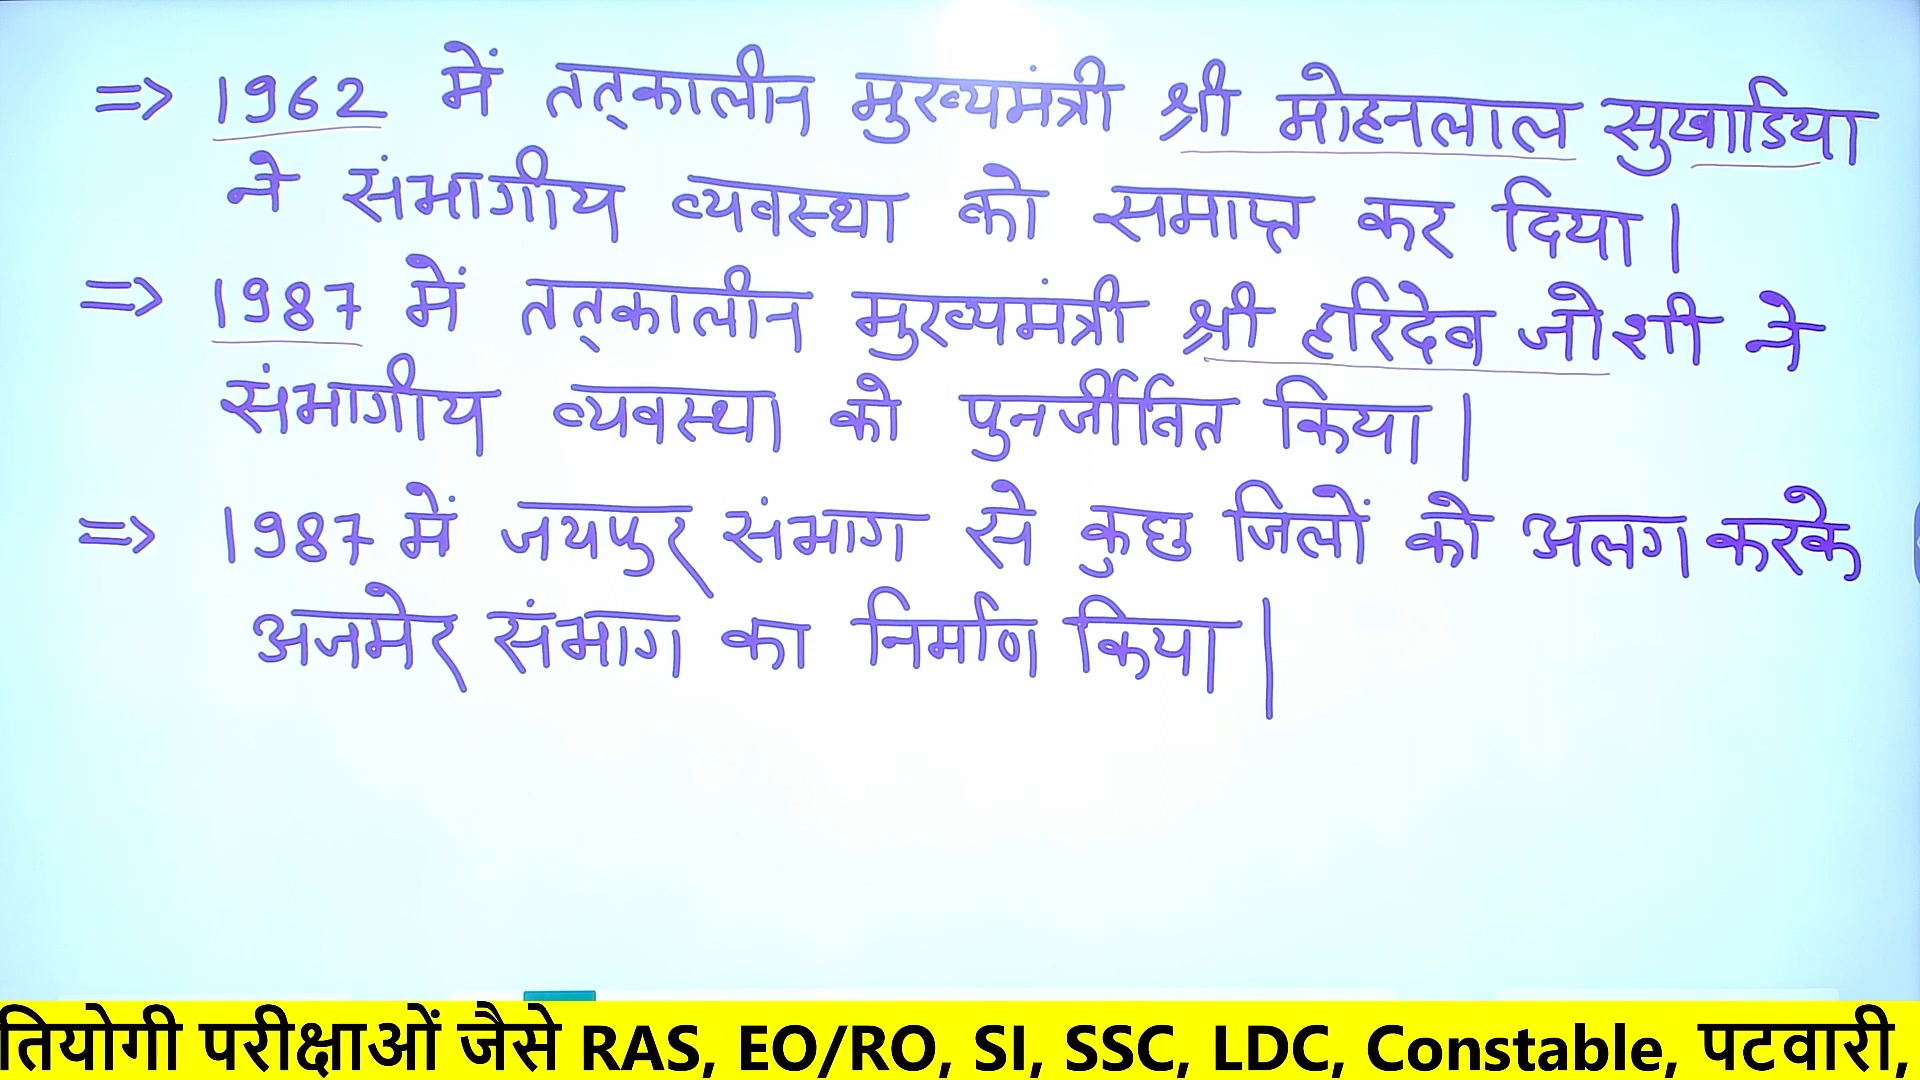 => 1962 में तत्कालीन मुख्यमंत्री श्री मोहनलाल सुखाडिया
ने संभागीय व्यवस्था को समाप्त कर दिया।
=> 1987 में तत्कालीन मुख्यमंत्री श्री हरिदेव जोशी ने
संभागीय व्यवस्था को पुनर्जीवित किया।
=> 1987 में जयपुर संभाग से कुछ जिलों को अलग करके
अजमेर संभाग का निर्माण किया।
तियोगी परीक्षाओं जैसे RAS, EO/RO, SI, SSC, LDC, Constable, पटवारी,